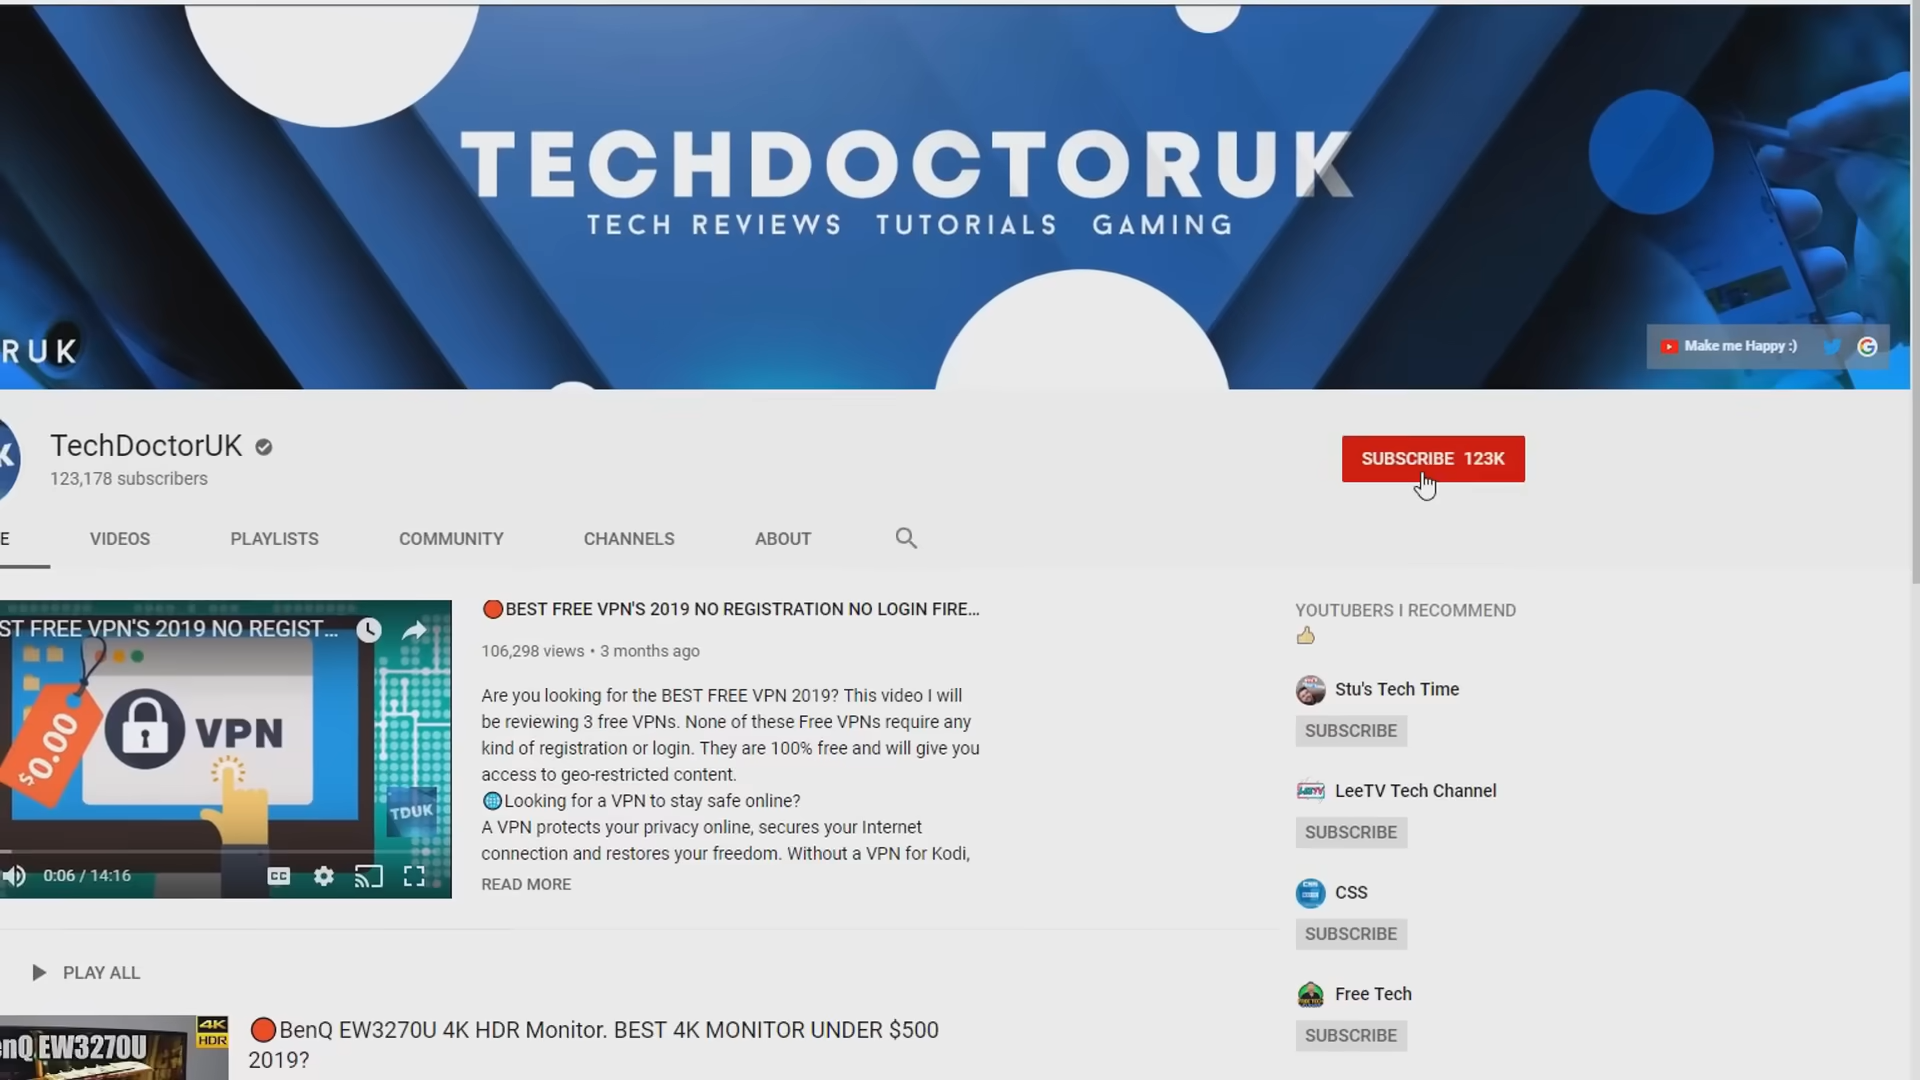 TECHDOCTORUK
TECH REVIEWS TUTORIALS GAMING
RUK
Make me Happy :)
TechDoctorUK
123,178 subscribers
SUBSCRIBE 123K
E
VIDEOS
PLAYLISTS
COMMUNITY
CHANNELS
ABOUT
ST FREE VPN'S 2019 NO REGIST...
$0.00
VPN
TDUK
0:06 / 14:16
CC
BEST FREE VPN'S 2019 NO REGISTRATION NO LOGIN FIRE...
106,298 views • 3 months ago
Are you looking for the BEST FREE VPN 2019? This video I will
be reviewing 3 free VPNs. None of these Free VPNs require any
kind of registration or login. They are 100% free and will give you
access to geo-restricted content.
Looking for a VPN to stay safe online?
A VPN protects your privacy online, secures your Internet
connection and restores your freedom. Without a VPN for Kodi,
READ MORE
YOUTUBERS I RECOMMEND
Stu's Tech Time
SUBSCRIBE
LeeTV Tech Channel
SUBSCRIBE
CSS
SUBSCRIBE
Free Tech
SUBSCRIBE
PLAY ALL
nQ EW3270U
4K
HDR
BenQ EW3270U 4K HDR Monitor. BEST 4K MONITOR UNDER $500
2019?